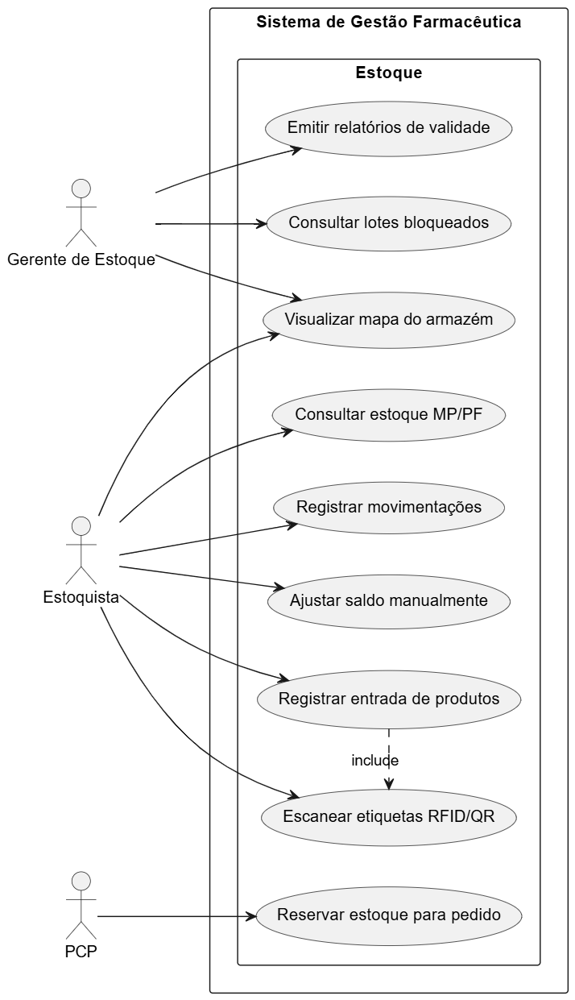 Sistema de Gestão Farmacêutica
Estoque
Emitir relatórios de validade
Consultar lotes bloqueados
Gerente de Estoque
Visualizar mapa do armazém
Consultar estoque MP/PF
Registrar movimentações
Estoquista
Ajustar saldo manualmente
Registrar entrada de produtos
include
Escanear etiquetas RFID/QR
Reservar estoque para pedido
PCP